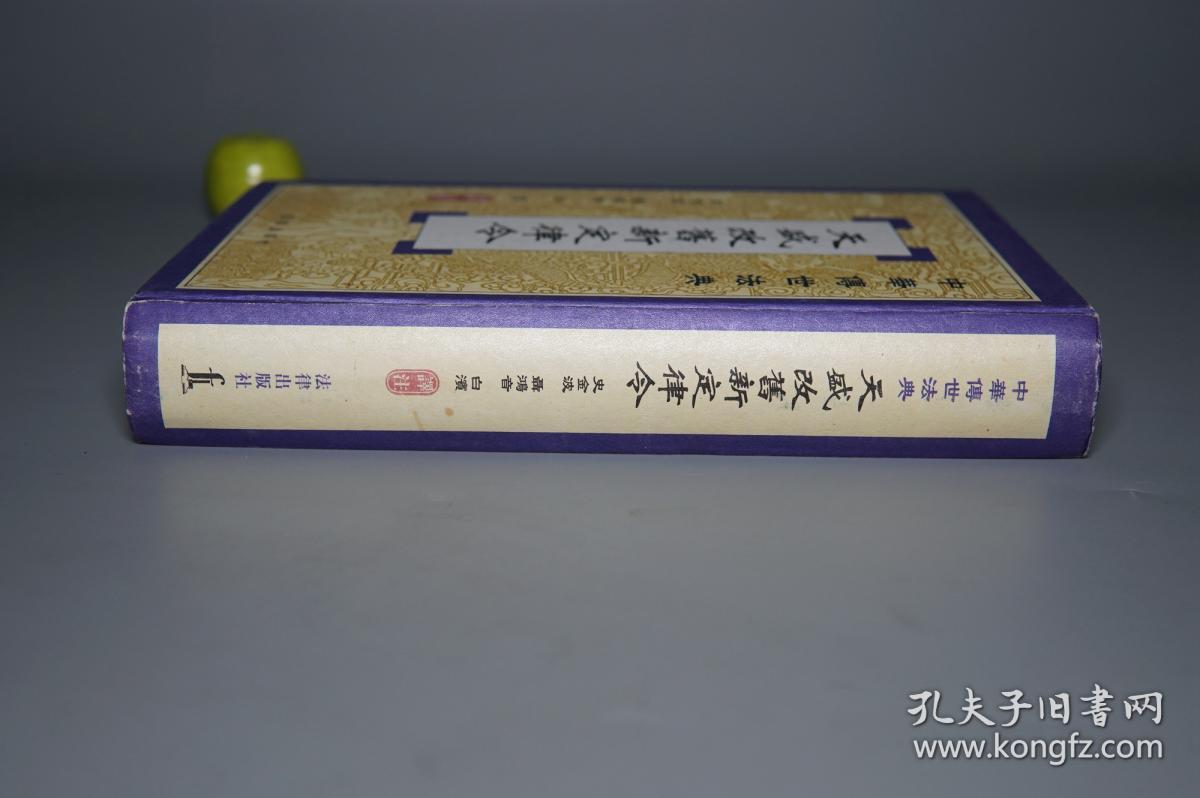 中華傳世法典
天盛改舊新定律令
中華傳世法典
天盛改舊新定律令
史金波 聶鴻音 白濱
譯注
法律出版社
孔夫子旧書网
www.kongfz.com